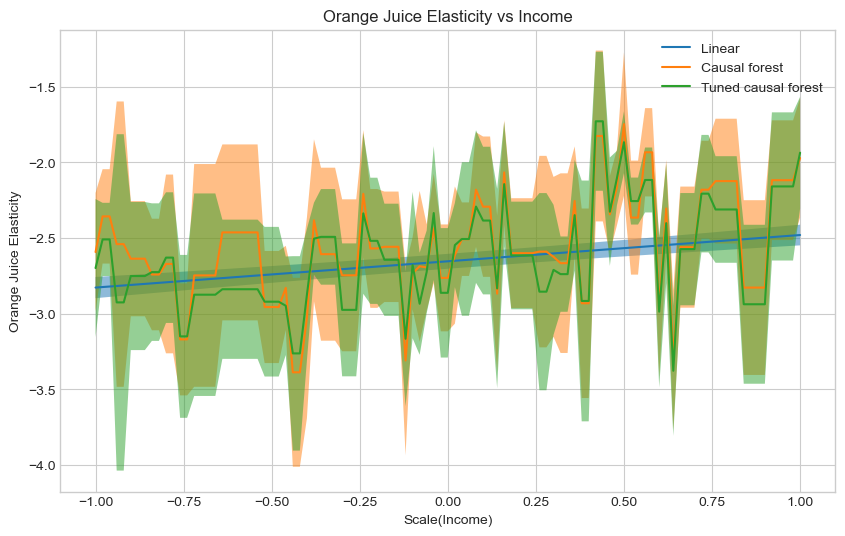 Orange Juice Elasticity vs Income
Linear
Causal forest
Tuned causal forest
Orange Juice Elasticity
−1.5
−2.0
−2.5
−3.0
−3.5
−4.0
−1.00 −0.75 −0.50 −0.25 0.00 0.25 0.50 0.75 1.00
Scale(Income)